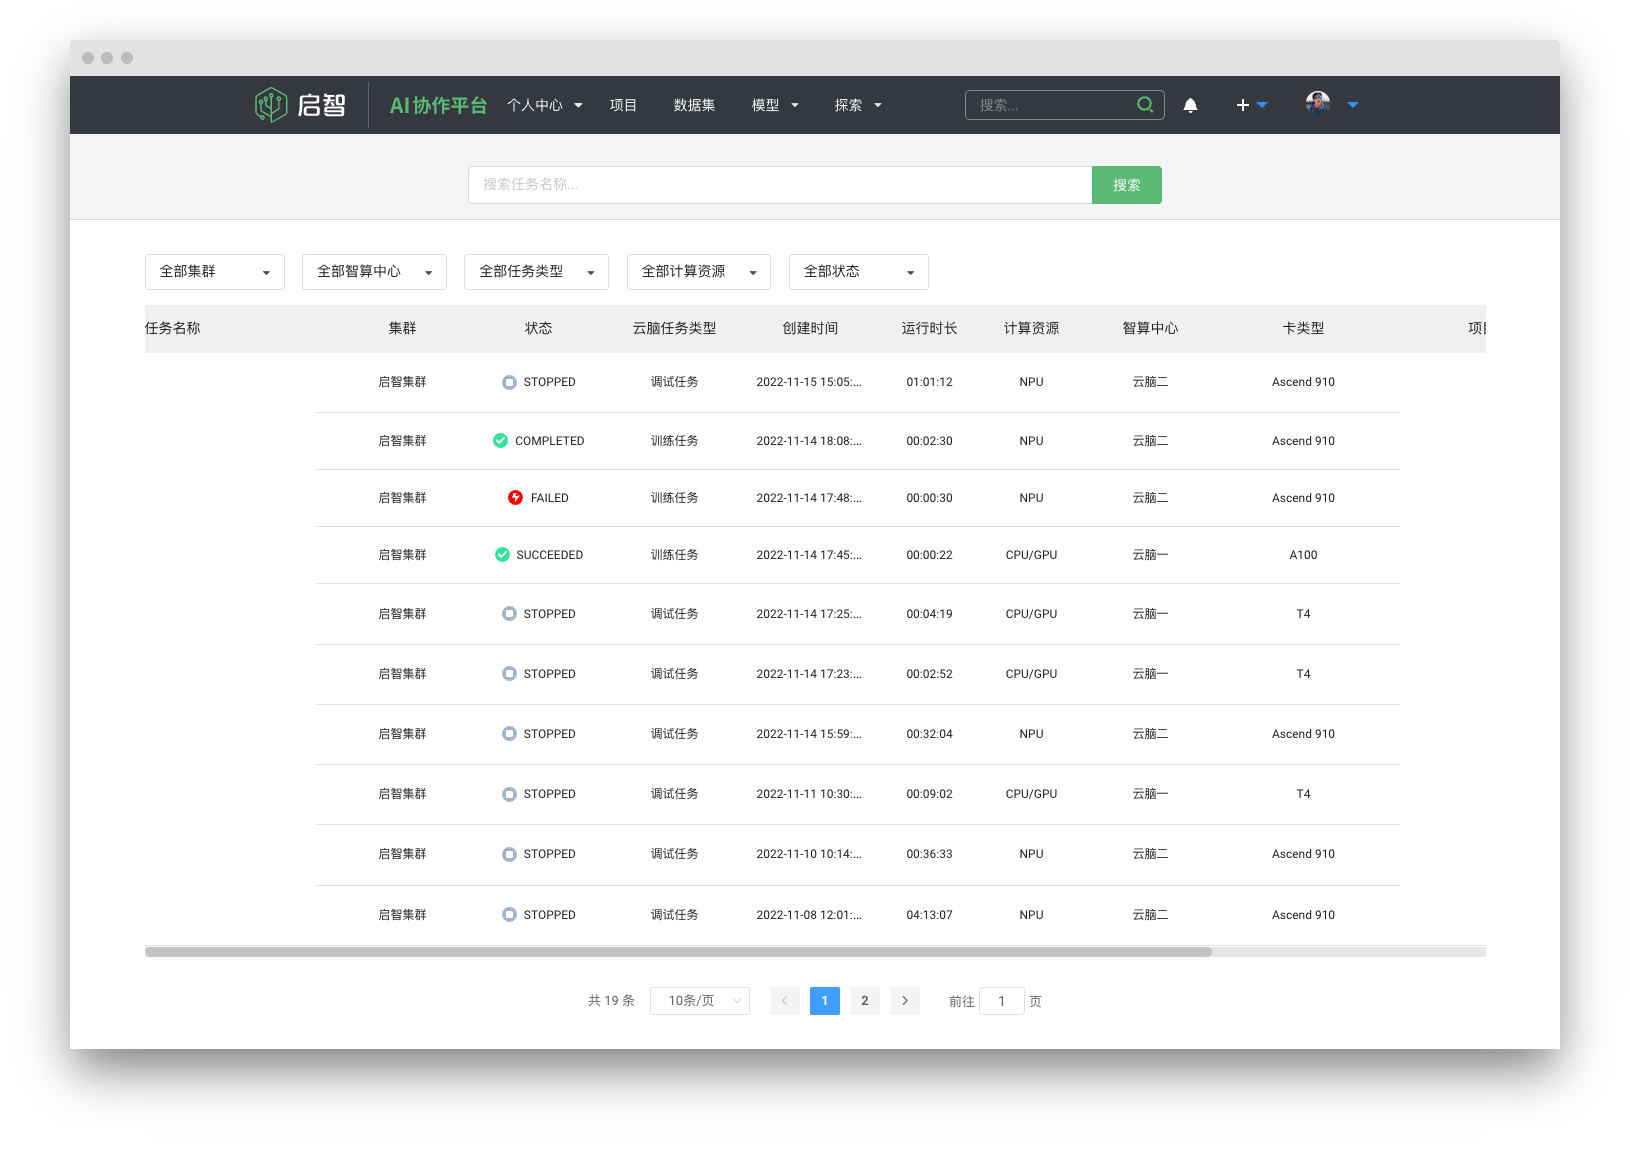 启智 AI协作平台 个人中心 项目 数据集 模型 探索 搜索...
搜索任务名称... 搜索
全部集群 全部智算中心 全部任务类型 全部计算资源 全部状态
任务名称 集群 状态 云脑任务类型 创建时间 运行时长 计算资源 智算中心 卡类型 项
启智集群 STOPPED 调试任务 2022-11-15 15:05:... 01:01:12 NPU 云脑二 Ascend 910
启智集群 COMPLETED 训练任务 2022-11-14 18:08:... 00:02:30 NPU 云脑二 Ascend 910
启智集群 FAILED 训练任务 2022-11-14 17:48:... 00:00:30 NPU 云脑二 Ascend 910
启智集群 SUCCEEDED 训练任务 2022-11-14 17:45:... 00:00:22 CPU/GPU 云脑一 A100
启智集群 STOPPED 调试任务 2022-11-14 17:25:... 00:04:19 CPU/GPU 云脑一 T4
启智集群 STOPPED 调试任务 2022-11-14 17:23:... 00:02:52 CPU/GPU 云脑一 T4
启智集群 STOPPED 调试任务 2022-11-14 15:59:... 00:32:04 NPU 云脑二 Ascend 910
启智集群 STOPPED 调试任务 2022-11-11 10:30:... 00:09:02 CPU/GPU 云脑一 T4
启智集群 STOPPED 调试任务 2022-11-10 10:14:... 00:36:33 NPU 云脑二 Ascend 910
启智集群 STOPPED 调试任务 2022-11-08 12:01:... 04:13:07 NPU 云脑二 Ascend 910
共 19 条 10条/页 1 2 前往 1 页